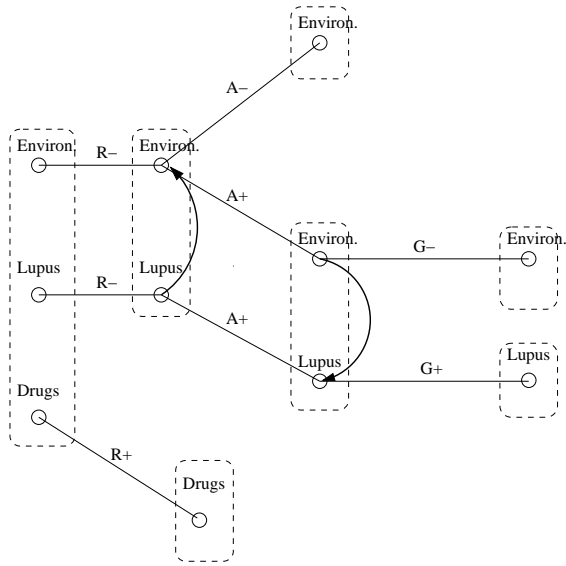 Environ.
A–
Environ.
R–
Environ.
A+
Environ.
G–
Environ.
Lupus
R–
Lupus
A+
Lupus
G+
Lupus
Drugs
R+
Drugs